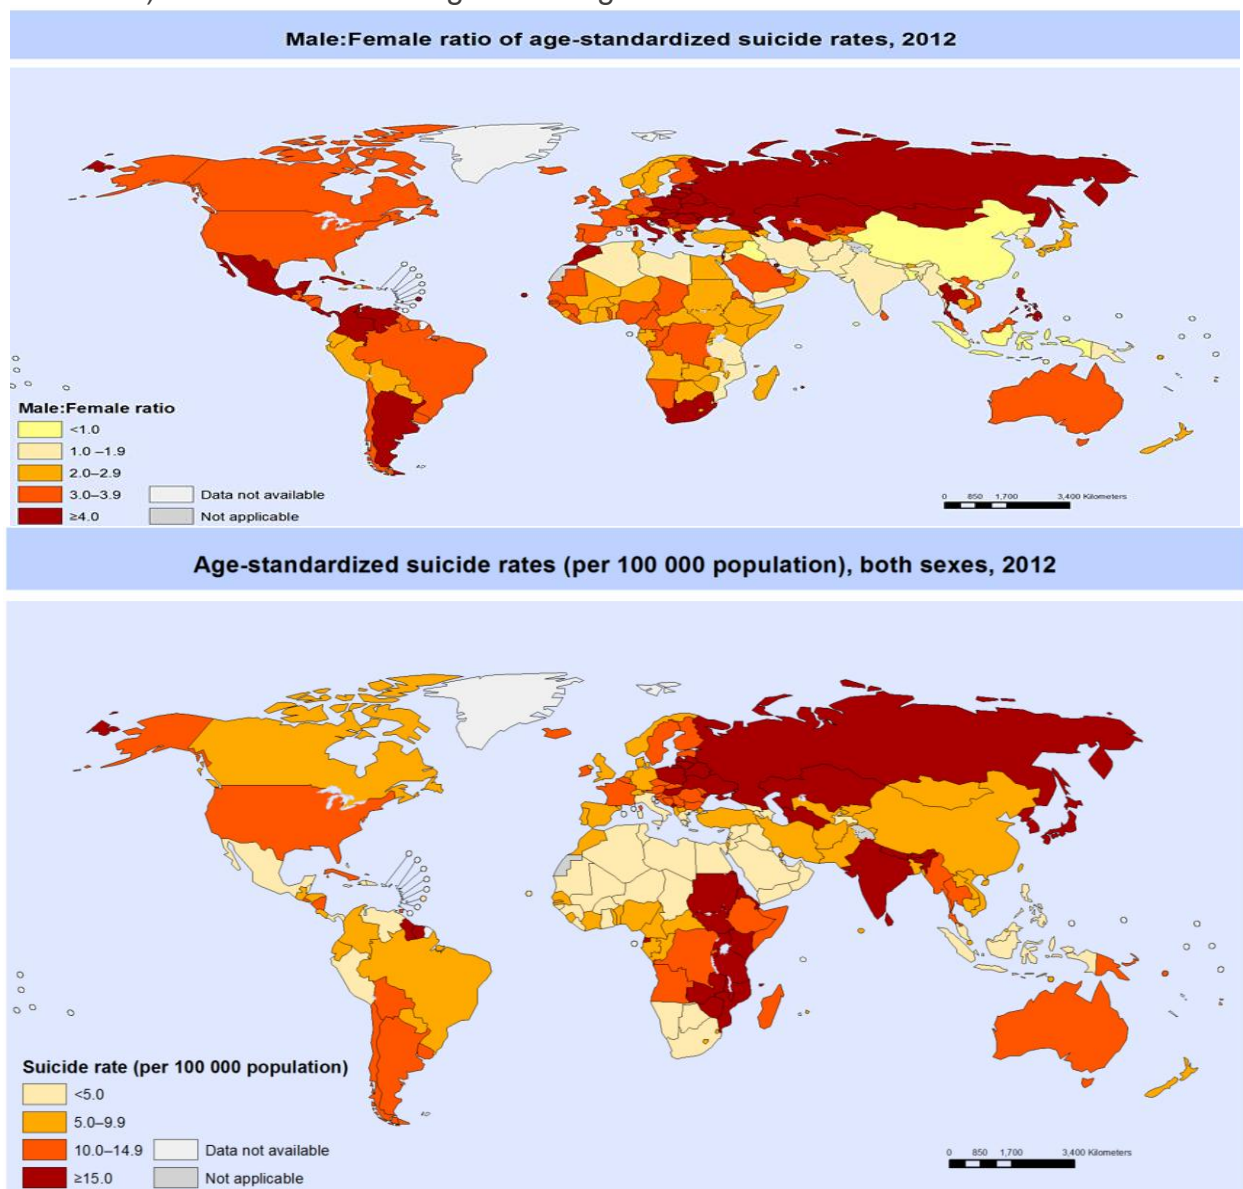 Male:Female ratio of age-standardized suicide rates, 2012
Male:Female ratio
<1.0
1.0 –1.9
2.0–2.9
3.0–3.9
Data not available
≥4.0
Not applicable
0 850 1,700 3,400 Kilometers
Age-standardized suicide rates (per 100 000 population), both sexes, 2012
Suicide rate (per 100 000 population)
<5.0
5.0–9.9
10.0–14.9
Data not available
≥15.0
Not applicable
0 850 1,700 3,400 Kilometers